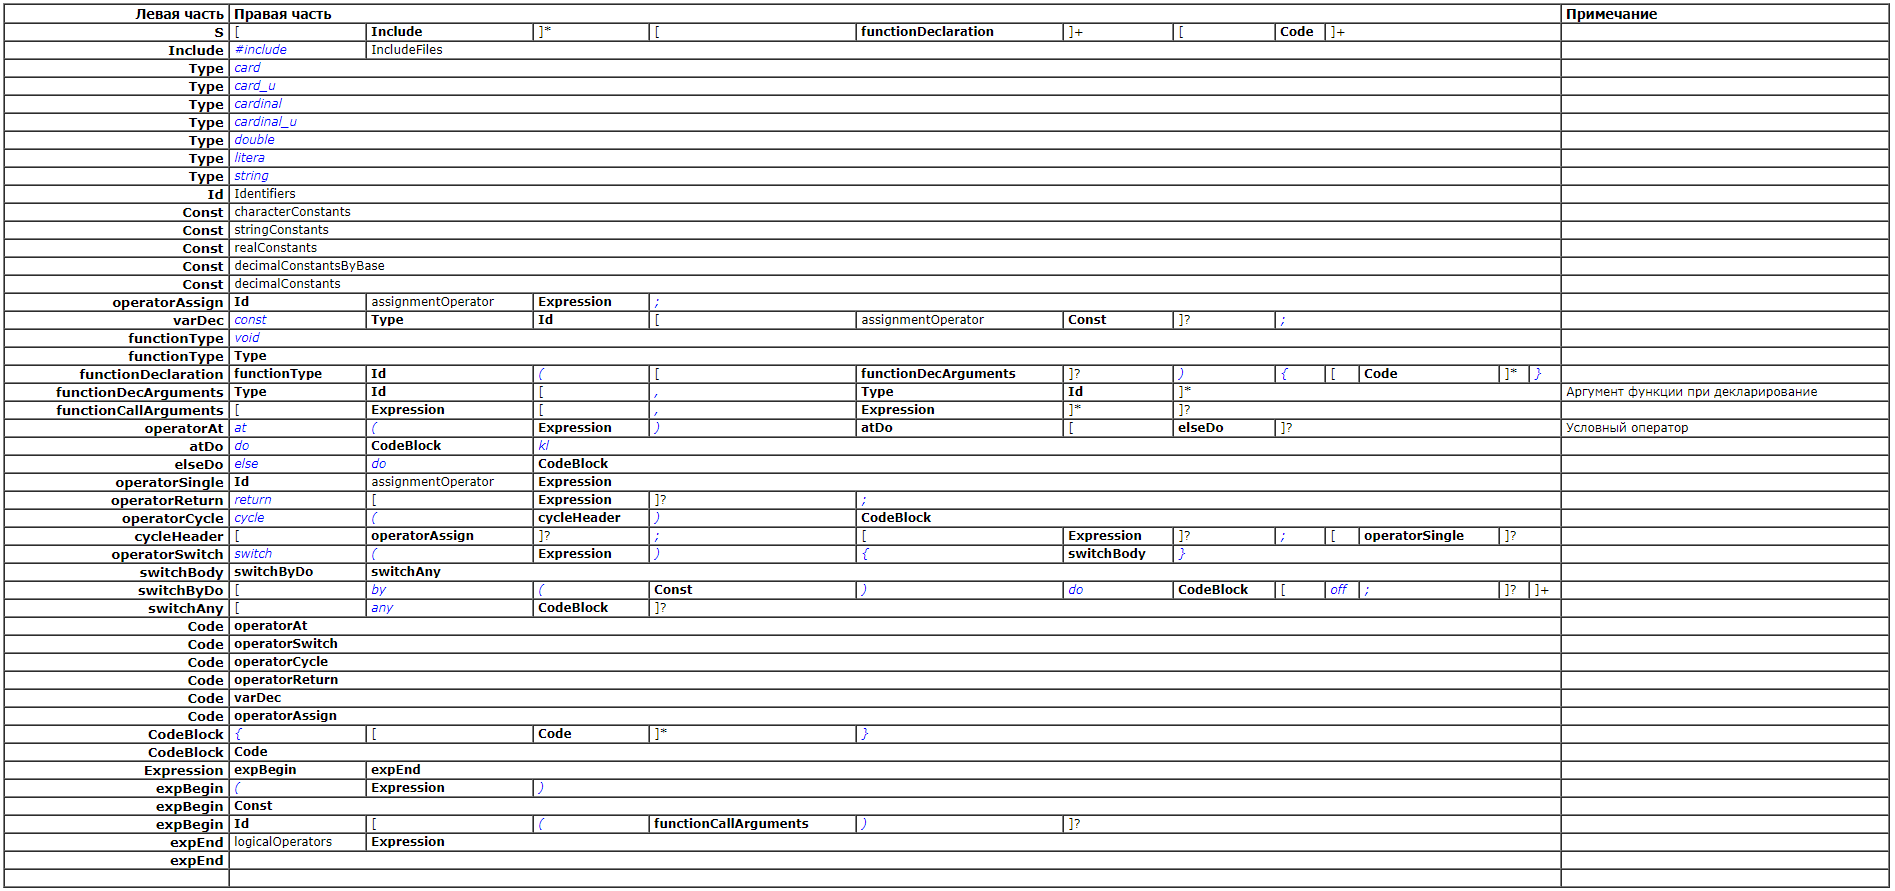 Левая часть Правая часть Примечание
S [ Include ]* [ functionDeclaration ]+ [ Code ]+
Include #include IncludeFiles
Type card
Type card_u
Type cardinal
Type cardinal_u
Type double
Type litera
Type string
Id Identifiers
Const characterConstants
Const stringConstants
Const realConstants
Const decimalConstantsByBase
Const decimalConstants
operatorAssign Id assignmentOperator Expression ;
varDec const Type Id [ assignmentOperator Const ]? ;
functionType void
functionType Type
functionDeclaration functionType Id ( [ functionDecArguments ]? ) { [ Code ]* }
functionDecArguments Type Id [ , Type Id ]* Аргумент функции при декларирование
functionCallArguments [ Expression [ , Expression ]* ]?
operatorAt at ( Expression ) atDo [ elseDo ]? Условный оператор
atDo do CodeBlock kl
elseDo else do CodeBlock
operatorSingle Id assignmentOperator Expression
operatorReturn return [ Expression ]? ;
operatorCycle cycle ( cycleHeader ) CodeBlock
cycleHeader [ operatorAssign ]? ; [ Expression ]? ; [ operatorSingle ]?
operatorSwitch switch ( Expression ) { switchBody }
switchBody switchByDo switchAny
switchByDo [ by ( Const ) do CodeBlock [ off ; ]? ]+
switchAny [ any CodeBlock ]?
Code operatorAt
Code operatorSwitch
Code operatorCycle
Code operatorReturn
Code varDec
Code operatorAssign
CodeBlock { [ Code ]* }
CodeBlock Code
Expression expBegin expEnd
expBegin ( Expression )
expBegin Const
expBegin Id [ ( functionCallArguments ) ]?
expEnd logicalOperators Expression
expEnd